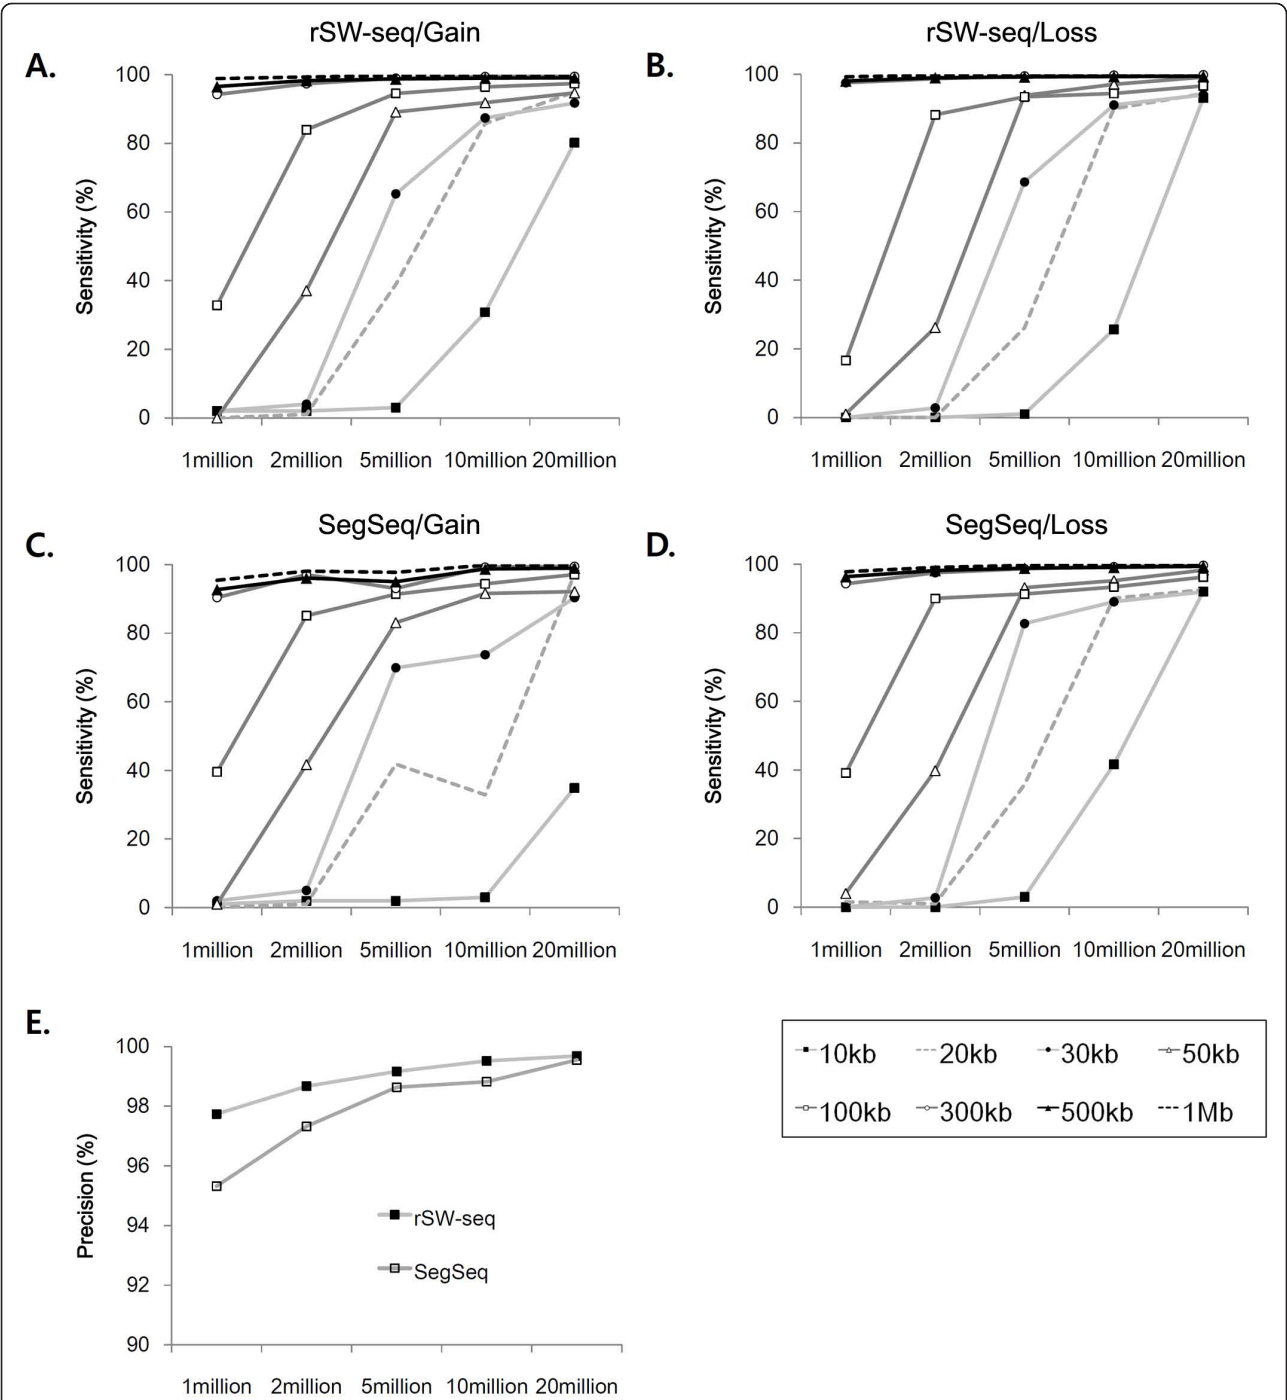 A.
rSW-seq/Gain
Sensitivity (%)
100
80
60
40
20
0
1million 2million 5million 10million 20million
B.
rSW-seq/Loss
Sensitivity (%)
100
80
60
40
20
0
1million 2million 5million 10million 20million
C.
SegSeq/Gain
Sensitivity (%)
100
80
60
40
20
0
1million 2million 5million 10million 20million
D.
SegSeq/Loss
Sensitivity (%)
100
80
60
40
20
0
1million 2million 5million 10million 20million
E.
Precision (%)
100
98
96
94
92
90
rSW-seq
SegSeq
1million 2million 5million 10million 20million
10kb 20kb 30kb 50kb
100kb 300kb 500kb 1Mb